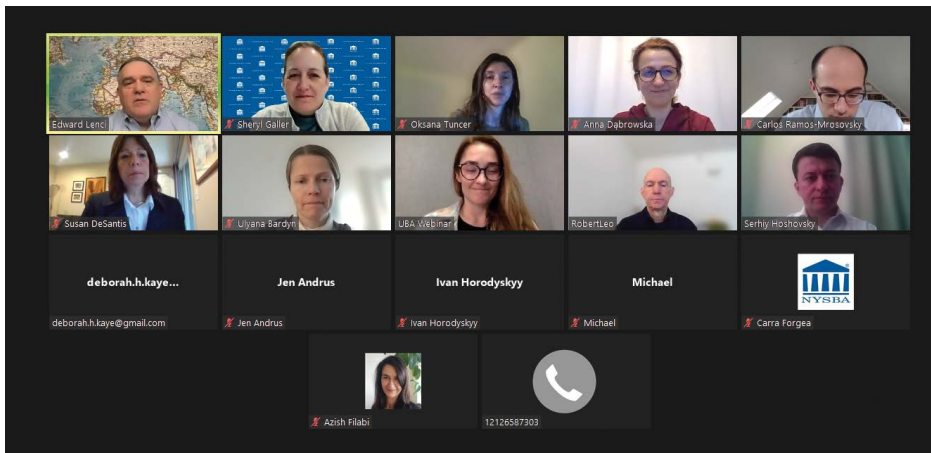 Edward Lenci
Sheryl Galler
Oksana Tuncer
Anna Dąbrowska
Carlos Ramos-Mrosovsky
Susan DeSantis
Ulyana Bardyn
UBA Webinar
RobertLeo
Serhiy Hoshovsky
deborah.h.kaye...
Jen Andrus
Ivan Horodyskyy
Michael
NYSBA
deborah.h.kaye@gmail.com
Jen Andrus
Ivan Horodyskyy
Michael
Carra Forgea
Azish Filabi
12126587303